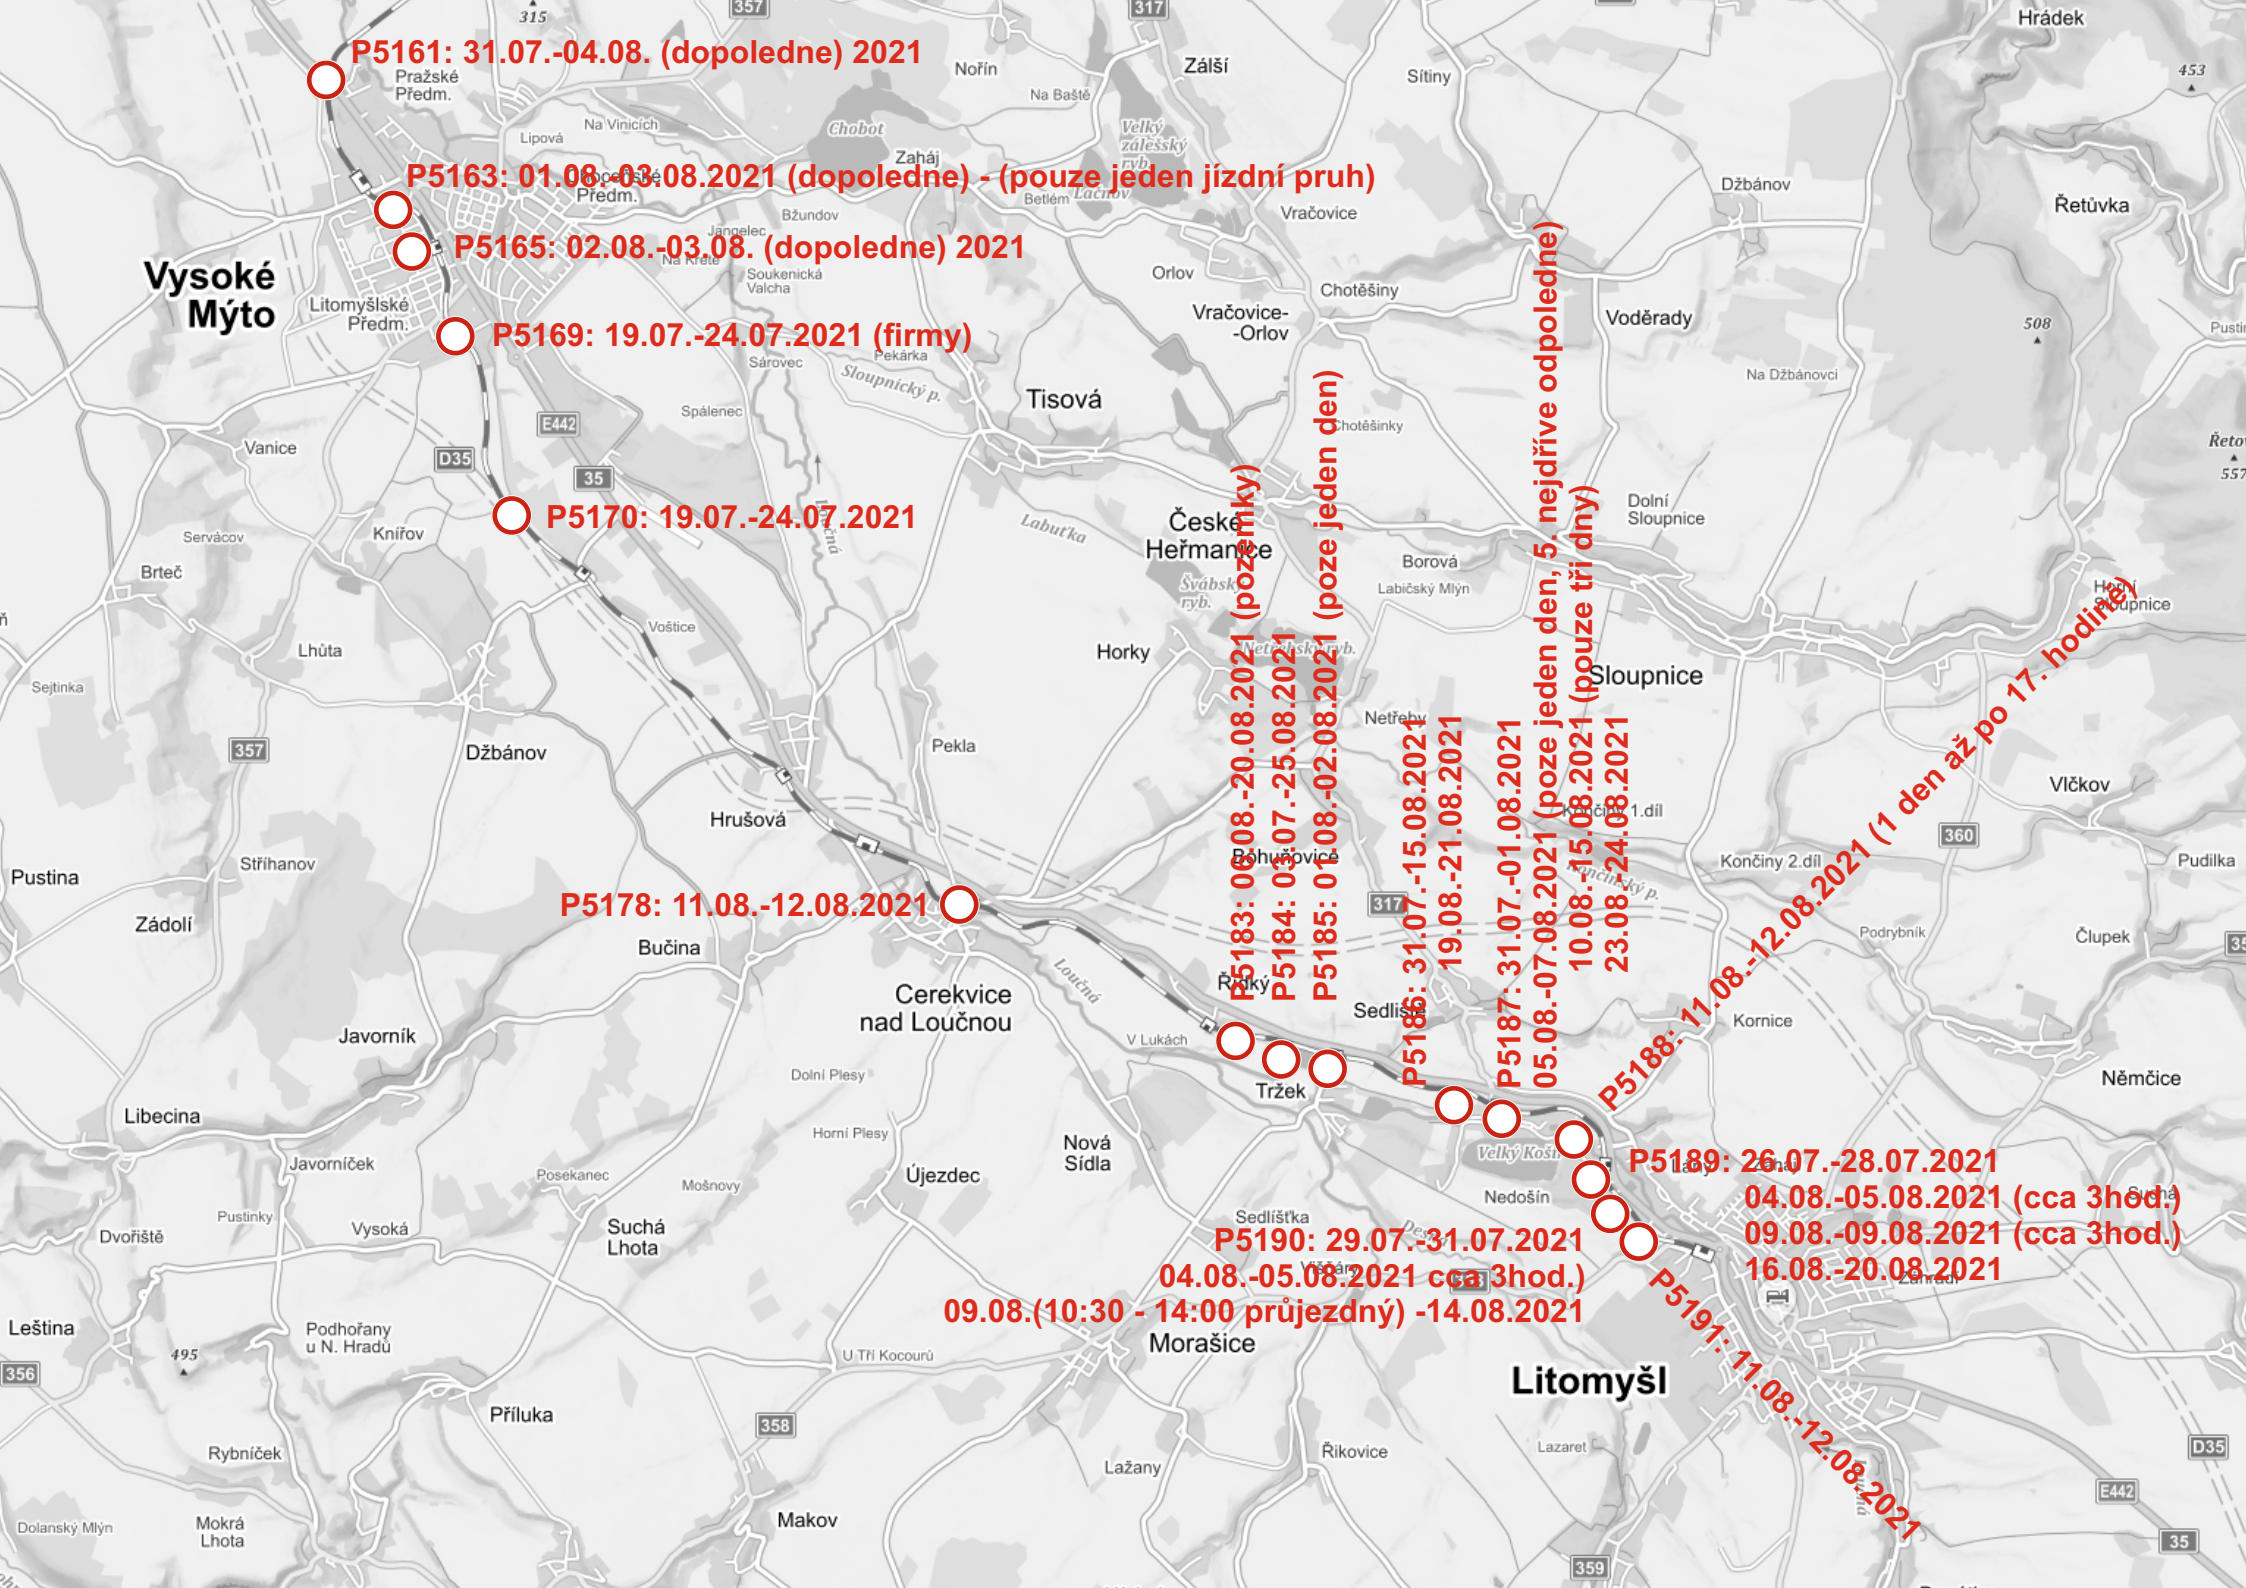 357
317
Hrádek
315
P5161: 31.07.-04.08. (dopoledne) 2021
Pražské
Předm.
Nořín
Zálší
Sítiny
453
Na Baště
Na Vinicích
Lipová
Chobot
Velký
zálešský
ryb.
Zaháj
P5163: 01.08.-03.08.2021 (dopoledne) - (pouze jeden jízdní pruh)
Předm.
Betlém
Lačnov
Džbánov
Řetůvka
Bžundov
Vračovice
Jangelec
P5165: 02.08.-03.08. (dopoledne) 2021
Na Krétě
Soukenická
Valcha
Orlov
Vysoké
Mýto
Litomyšlské
Předm.
Chotěšiny
Vračovice-
-Orlov
Voděrady
508
P5169: 19.07.-24.07.2021 (firmy)
Pekárka
Sárovec
Sloupnický p.
Na Džbánovci
Tisová
Spálenec
E442
Chotěšinky
Vanice
D35
35
557
České
Heřmanice
Dolní
Sloupnice
P5170: 19.07.-24.07.2021
Labuťka
Knířov
Servácov
Borová
Brteč
Labičský Mlýn
ryb.
Voštice
Lhůta
Horky
Sejtinka
Sloupnice
Netřeby
357
Džbánov
Pekla
Vlčkov
Hrušová
Končiny 1.díl
360
Bohuňovice
Končiny 2.díl
Pudilka
Stříhanov
Pustina
Končinský p.
P5178: 11.08.-12.08.2021
317
Zádolí
Podrybník
Člupek
Bučina
P5183: 06.08.-20.08.2021 (pozemky)
P5184: 03.07.-25.08.2021
P5185: 01.08.-02.08.2021 (poze jeden den)
P5186: 31.07.-15.08.2021
19.08.-21.08.2021
P5187: 31.07.-01.08.2021
05.08.-07.08.2021 (poze jeden den, 5. nejdříve odpoledne)
10.08.-15.08.2021 (pouze tři dny)
23.08.-24.08.2021
P5188: 11.08.-12.08.2021 (1 den až po 17. hodině)
Loučná
Řídký
Cerekvice
nad Loučnou
Sedliště
Kornice
Javorník
V Lukách
Dolní Plesy
Tržek
Němčice
Libecina
Horní Plesy
Nová
Sídla
Javorníček
Posekanec
Mošnovy
Újezdec
P5189: 26.07.-28.07.2021
04.08.-05.08.2021 (cca 3hod.)
09.08.-09.08.2021 (cca 3hod.)
16.08.-20.08.2021
Nedošín
Pustinky
Dvořiště
Vysoká
Suchá
Lhota
Sedlíšťka
P5190: 29.07.-31.07.2021
04.08.-05.08.2021 cca 3hod.)
09.08.(10:30 - 14:00 průjezdný) -14.08.2021
P5191: 11.08.-12.08.2021
Leština
Podhořany
u N. Hradů
495
356
U Tří Kocourů
Morašice
Litomyšl
Příluka
358
Rybníček
Řikovice
Lazaret
D35
Lažany
E442
Dolanský Mlýn
Mokrá
Lhota
Makov
35
359